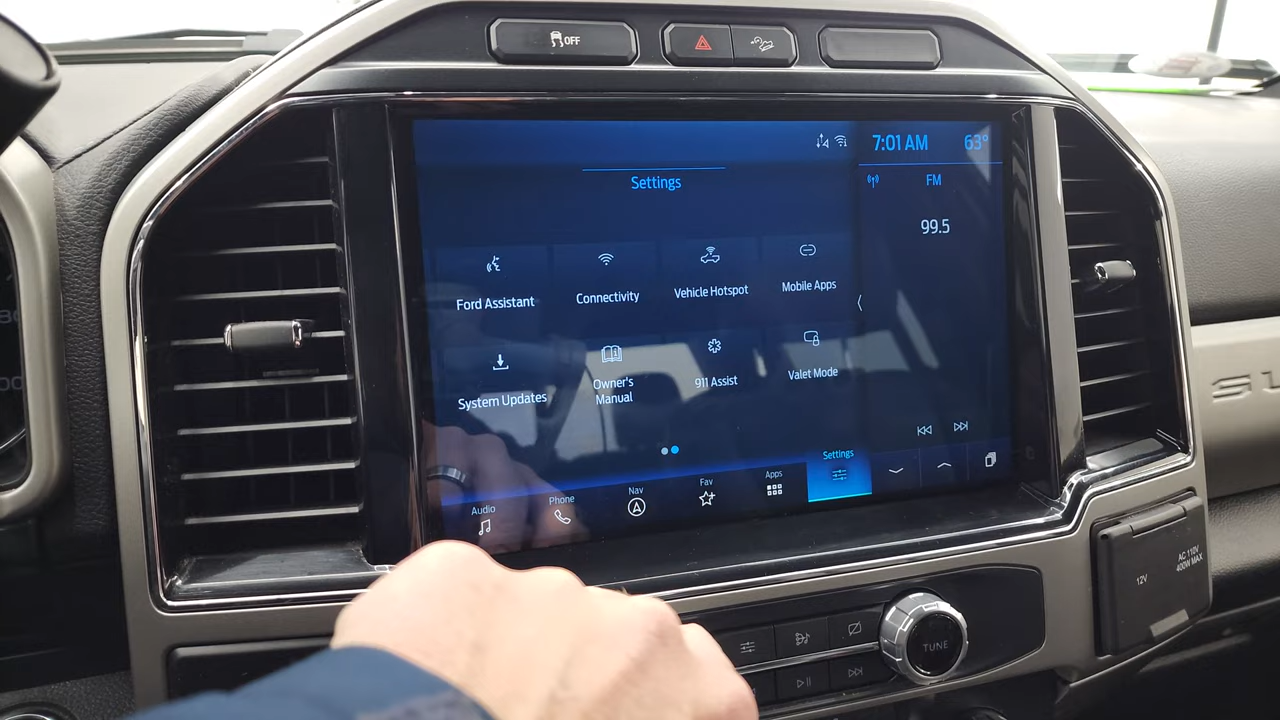 OFF
7:01 AM 63°
Settings
FM
99.5
Ford Assistant
Connectivity
Vehicle Hotspot
Mobile Apps
System Updates
Owner's
Manual
911 Assist
Valet Mode
Audio
Phone
Nav
Fav
Apps
Settings
12V
AC 110V
400W MAX
TUNE